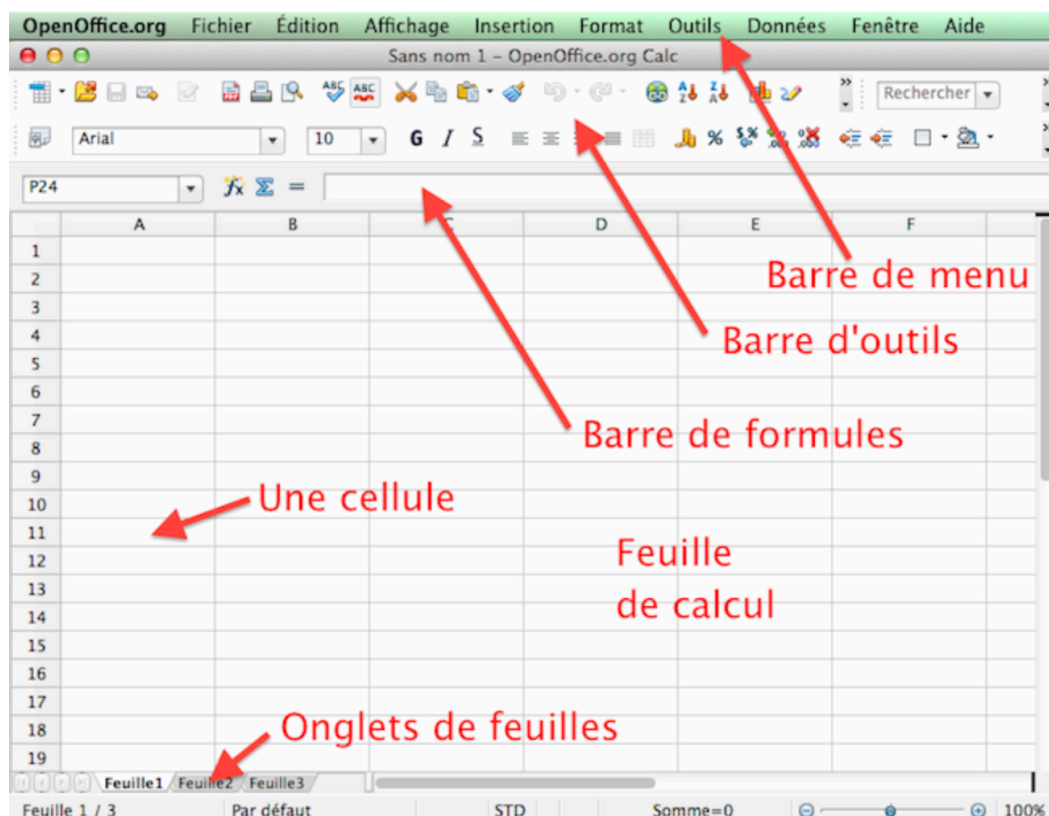 OpenOffice.org Fichier Édition Affichage Insertion Format Outils Données Fenêtre Aide
Sans nom 1 – OpenOffice.org Calc
Rechercher
Arial 10 G I S
P24
A B C D E F
1
2
Barre de menu
3
4
Barre d'outils
5
6
7
Barre de formules
8
9
Une cellule
10
11
Feuille
12
13
de calcul
14
15
16
17
Onglets de feuilles
18
19
Feuille1 Feuille2 Feuille3
Feuille 1 / 3 Par défaut STD Somme=0 100%